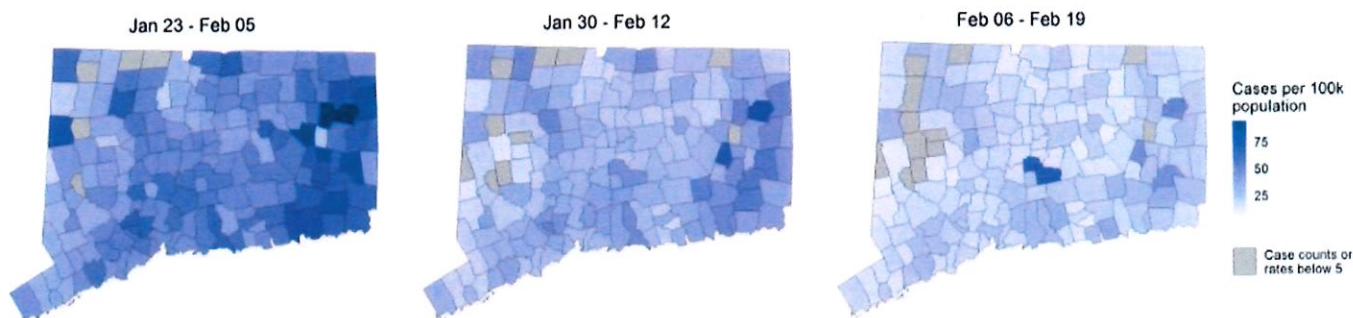 Jan 23 - Feb 05
Jan 30 - Feb 12
Feb 06 - Feb 19
Cases per 100k
population
75
50
25
Case counts or
rates below 5